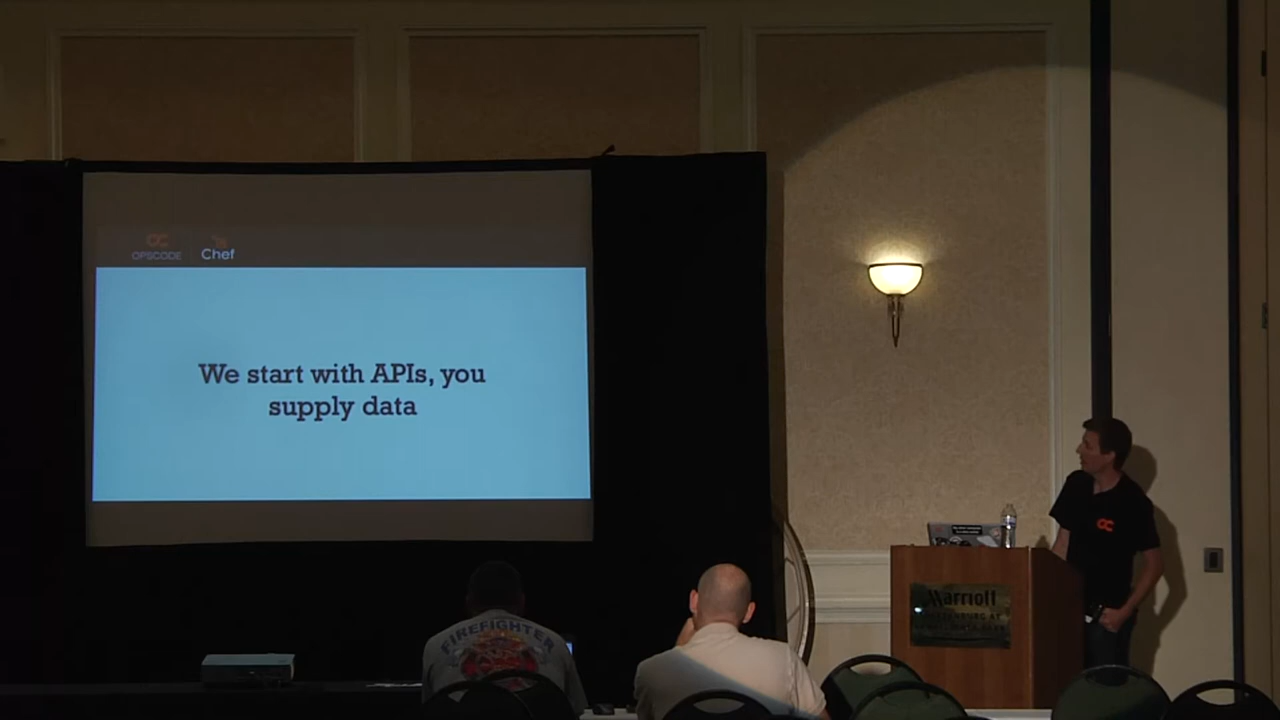 OPSCODE
Chef
We start with APIs, you
supply data
FIREFIGHTER
Marriott